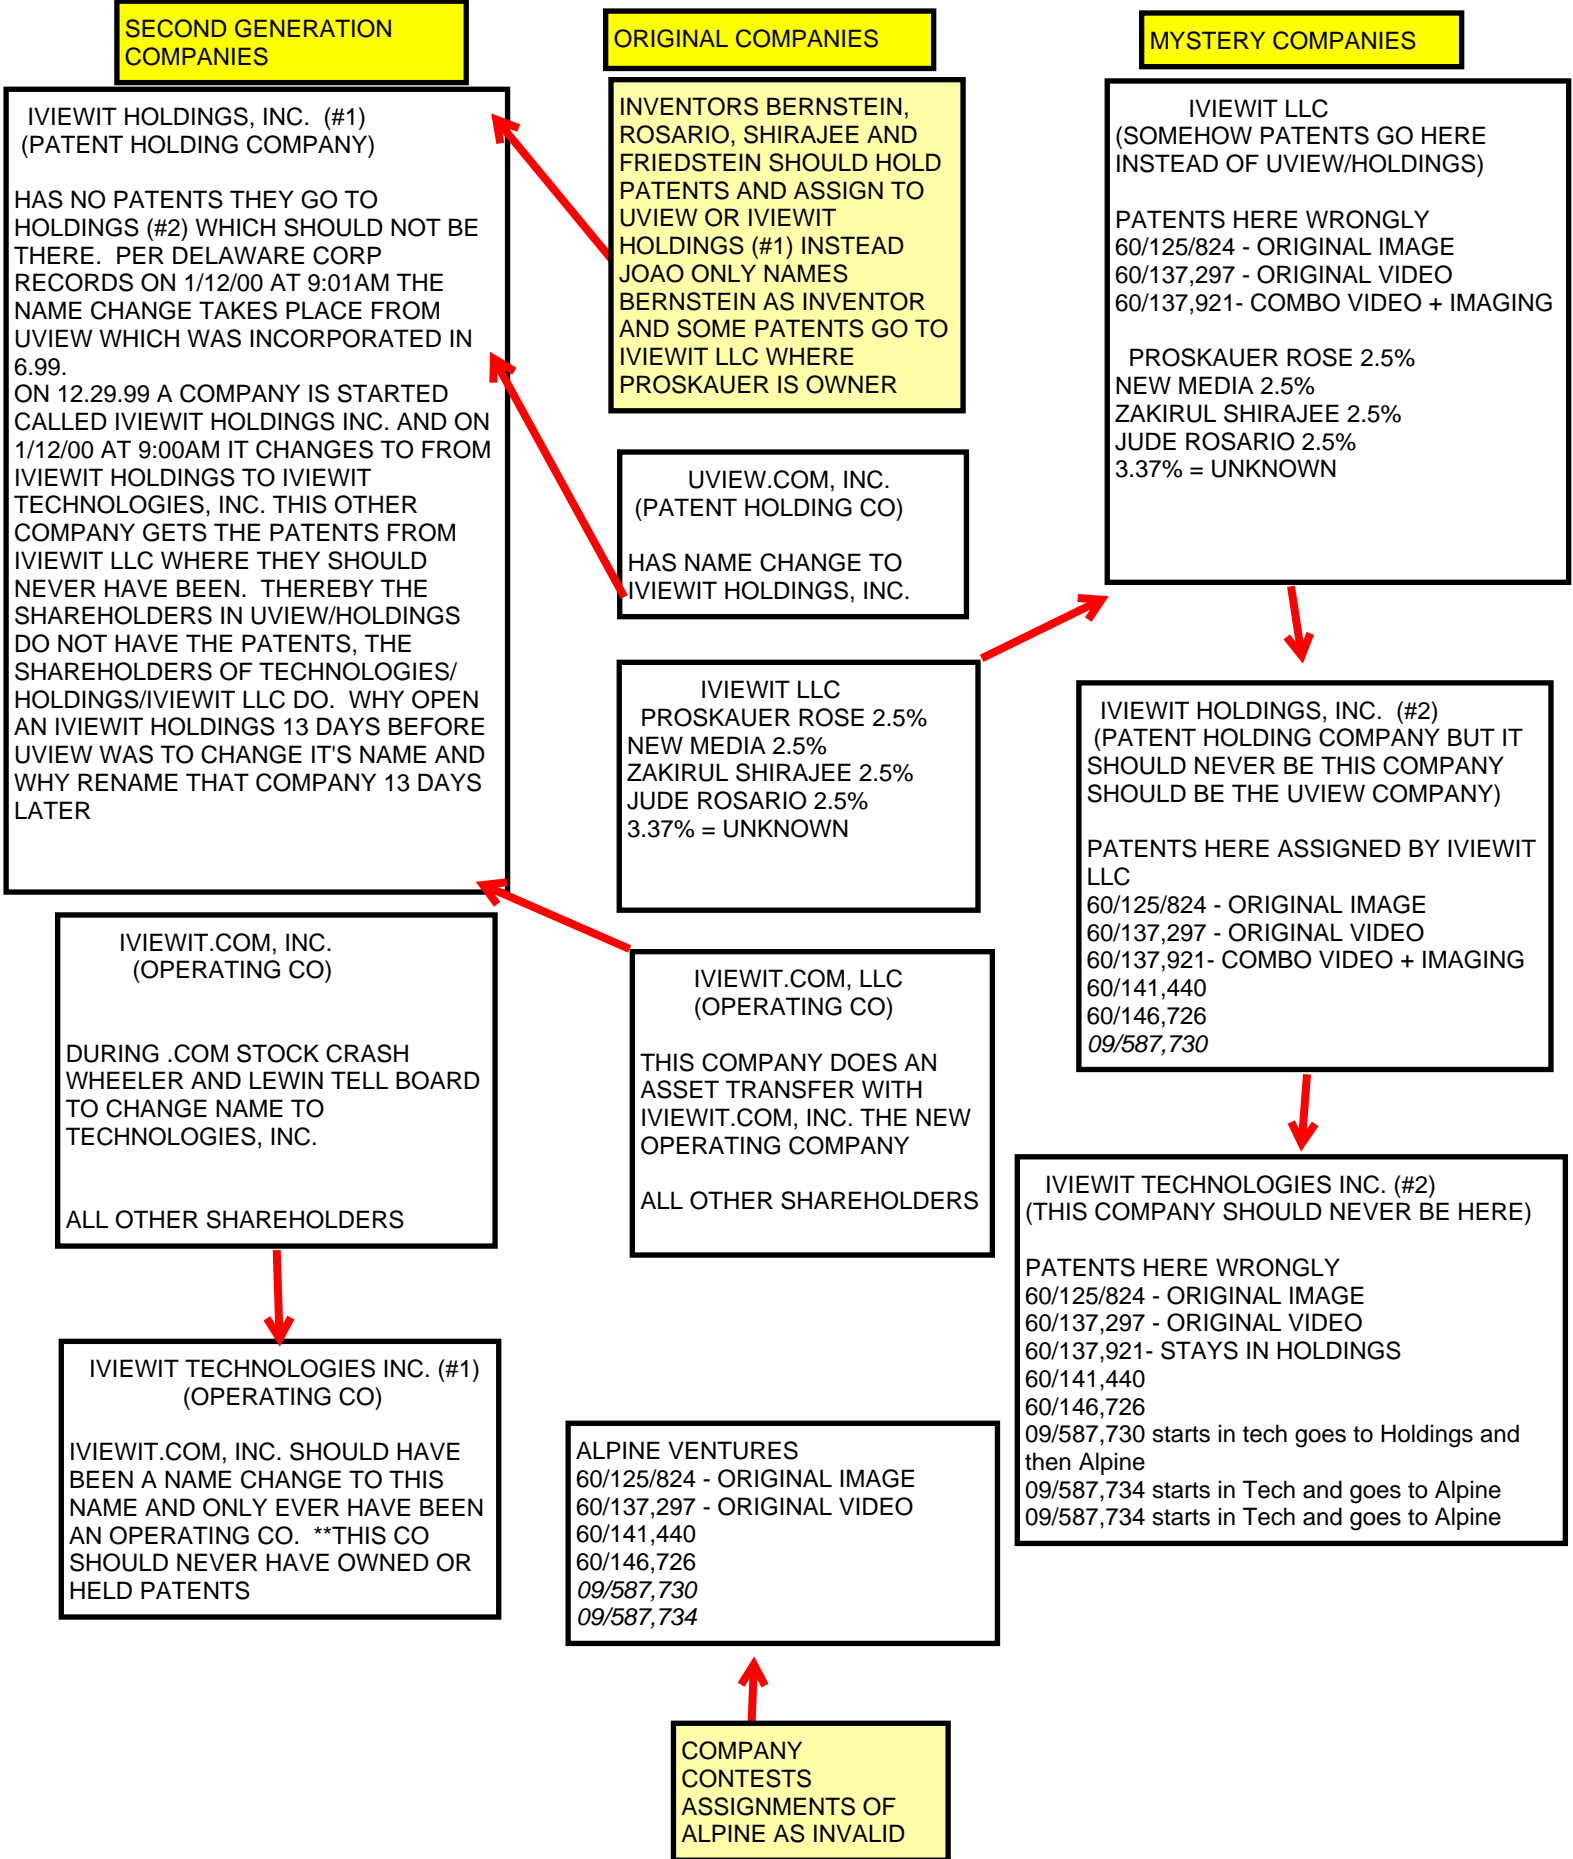 SECOND GENERATION
COMPANIES
IVIEWIT HOLDINGS, INC. (#1)
(PATENT HOLDING COMPANY)
HAS NO PATENTS THEY GO TO
HOLDINGS (#2) WHICH SHOULD NOT BE
THERE. PER DELAWARE CORP
RECORDS ON 1/12/00 AT 9:01AM THE
NAME CHANGE TAKES PLACE FROM
UVIEW WHICH WAS INCORPORATED IN
6.99.
ON 12.29.99 A COMPANY IS STARTED
CALLED IVIEWIT HOLDINGS INC. AND ON
1/12/00 AT 9:00AM IT CHANGES TO FROM
IVIEWIT HOLDINGS TO IVIEWIT
TECHNOLOGIES, INC. THIS OTHER
COMPANY GETS THE PATENTS FROM
IVIEWIT LLC WHERE THEY SHOULD
NEVER HAVE BEEN. THEREBY THE
SHAREHOLDERS IN UVIEW/HOLDINGS
DO NOT HAVE THE PATENTS, THE
SHAREHOLDERS OF TECHNOLOGIES/
HOLDINGS/IVIEWIT LLC DO. WHY OPEN
AN IVIEWIT HOLDINGS 13 DAYS BEFORE
UVIEW WAS TO CHANGE IT'S NAME AND
WHY RENAME THAT COMPANY 13 DAYS
LATER
IVIEWIT.COM, INC.
(OPERATING CO)
DURING .COM STOCK CRASH
WHEELER AND LEWIN TELL BOARD
TO CHANGE NAME TO
TECHNOLOGIES, INC.
ALL OTHER SHAREHOLDERS
IVIEWIT TECHNOLOGIES INC. (#1)
(OPERATING CO)
IVIEWIT.COM, INC. SHOULD HAVE
BEEN A NAME CHANGE TO THIS
NAME AND ONLY EVER HAVE BEEN
AN OPERATING CO. **THIS CO
SHOULD NEVER HAVE OWNED OR
HELD PATENTS
ORIGINAL COMPANIES
INVENTORS BERNSTEIN,
ROSARIO, SHIRAJEE AND
FRIEDSTEIN SHOULD HOLD
PATENTS AND ASSIGN TO
UVIEW OR IVIEWIT
HOLDINGS (#1) INSTEAD
JOAO ONLY NAMES
BERNSTEIN AS INVENTOR
AND SOME PATENTS GO TO
IVIEWIT LLC WHERE
PROSKAUER IS OWNER
UVIEW.COM, INC.
(PATENT HOLDING CO)
HAS NAME CHANGE TO
IVIEWIT HOLDINGS, INC.
IVIEWIT LLC
PROSKAUER ROSE 2.5%
NEW MEDIA 2.5%
ZAKIRUL SHIRAJEE 2.5%
JUDE ROSARIO 2.5%
3.37% = UNKNOWN
IVIEWIT.COM, LLC
(OPERATING CO)
THIS COMPANY DOES AN
ASSET TRANSFER WITH
IVIEWIT.COM, INC. THE NEW
OPERATING COMPANY
ALL OTHER SHAREHOLDERS
ALPINE VENTURES
60/125/824 - ORIGINAL IMAGE
60/137,297 - ORIGINAL VIDEO
60/141,440
60/146,726
09/587,730
09/587,734
COMPANY
CONTESTS
ASSIGNMENTS OF
ALPINE AS INVALID
MYSTERY COMPANIES
IVIEWIT LLC
(SOMEHOW PATENTS GO HERE
INSTEAD OF UVIEW/HOLDINGS)
PATENTS HERE WRONGLY
60/125/824 - ORIGINAL IMAGE
60/137,297 - ORIGINAL VIDEO
60/137,921- COMBO VIDEO + IMAGING
PROSKAUER ROSE 2.5%
NEW MEDIA 2.5%
ZAKIRUL SHIRAJEE 2.5%
JUDE ROSARIO 2.5%
3.37% = UNKNOWN
IVIEWIT HOLDINGS, INC. (#2)
(PATENT HOLDING COMPANY BUT IT
SHOULD NEVER BE THIS COMPANY
SHOULD BE THE UVIEW COMPANY)
PATENTS HERE ASSIGNED BY IVIEWIT
LLC
60/125/824 - ORIGINAL IMAGE
60/137,297 - ORIGINAL VIDEO
60/137,921- COMBO VIDEO + IMAGING
60/141,440
60/146,726
09/587,730
IVIEWIT TECHNOLOGIES INC. (#2)
(THIS COMPANY SHOULD NEVER BE HERE)
PATENTS HERE WRONGLY
60/125/824 - ORIGINAL IMAGE
60/137,297 - ORIGINAL VIDEO
60/137,921- STAYS IN HOLDINGS
60/141,440
60/146,726
09/587,730 starts in tech goes to Holdings and
then Alpine
09/587,734 starts in Tech and goes to Alpine
09/587,734 starts in Tech and goes to Alpine